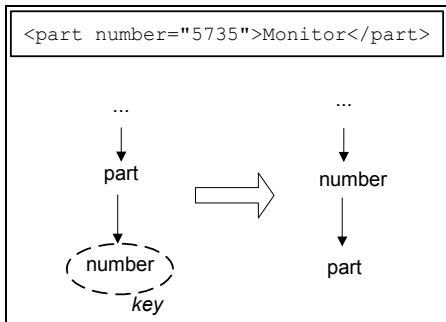 <part number="5735">Monitor</part>
... ...
part number
number part
key